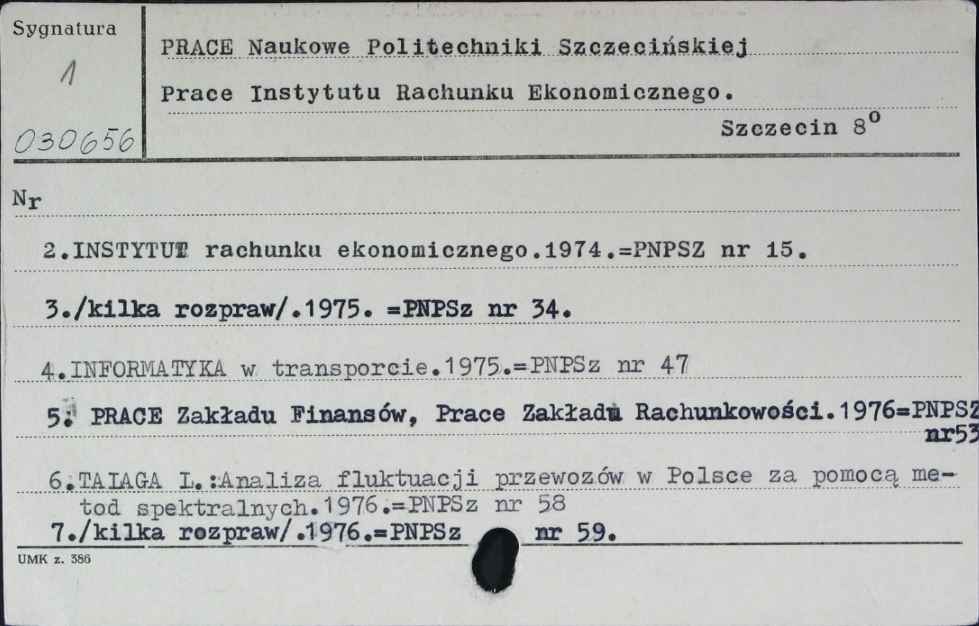 Sygnatura
1
030656
PRACE Naukowe Politechniki Szczecińskiej
Prace Instytutu Rachunku Ekonomicznego.
Szczecin 8⁰
Nr
2.INSTYTUT rachunku ekonomicznego.1974.=PNPSZ nr 15.
3./kilka rozpraw/.1975. =PNPSz nr 34.
4.INFORMATYKA w transporcie.1975.=PNPSz nr 47
5. PRACE Zakładu Finansów, Prace Zakładu Rachunkowości.1976=PNPSZ
nr53
6.TAIAGA L.:Analiza fluktuacji przewozów w Polsce za pomocą me-
tod spektralnych.1976.=PNPSz nr 58
7./kilka rozpraw/.1976.=PNPSz nr 59.
UMK z. 386